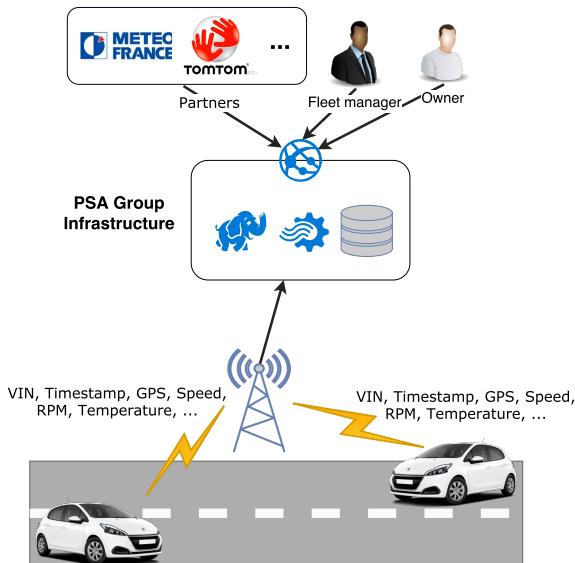 METEO
FRANCE
TOMTOM
...
Partners
Fleet manager
Owner
PSA Group
Infrastructure
VIN, Timestamp, GPS, Speed,
RPM, Temperature, ...
VIN, Timestamp, GPS, Speed,
RPM, Temperature, ...